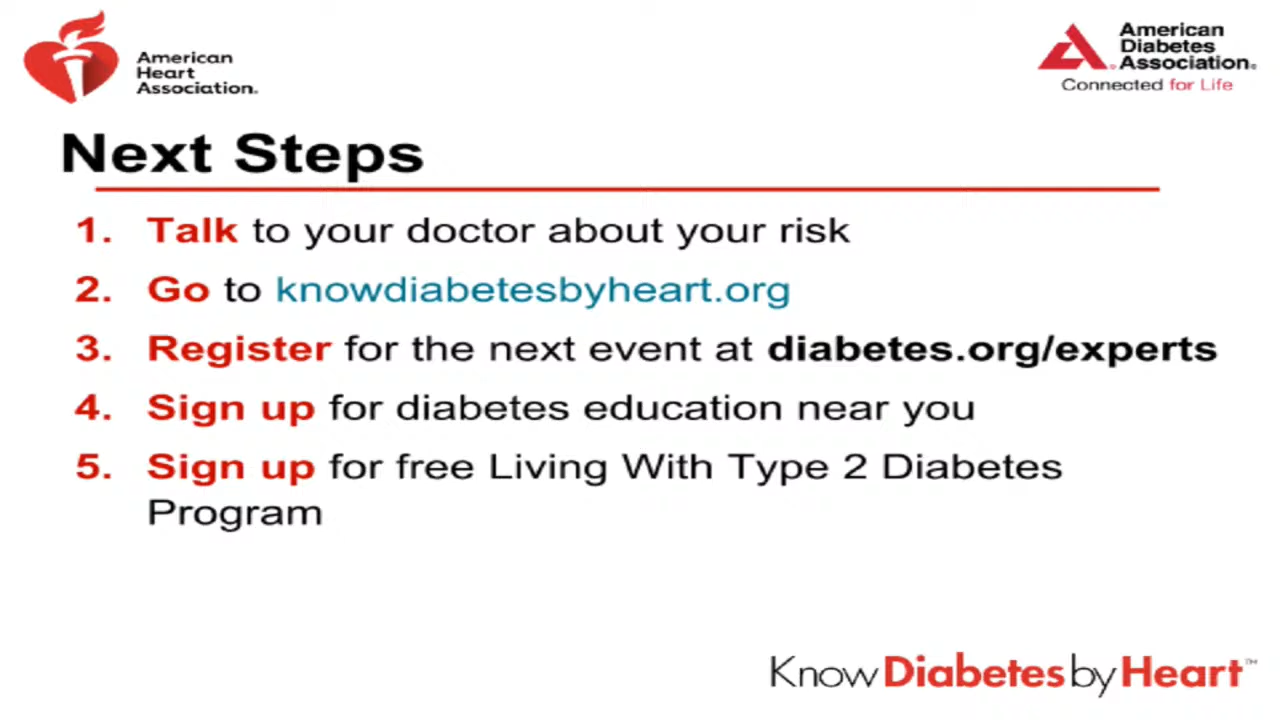 American
Heart
Association.
American
Diabetes
Association®
Connected for Life
Next Steps
1. Talk to your doctor about your risk
2. Go to knowdiabetesbyheart.org
3. Register for the next event at diabetes.org/experts
4. Sign up for diabetes education near you
5. Sign up for free Living With Type 2 Diabetes
Program
Know Diabetes by Heart™